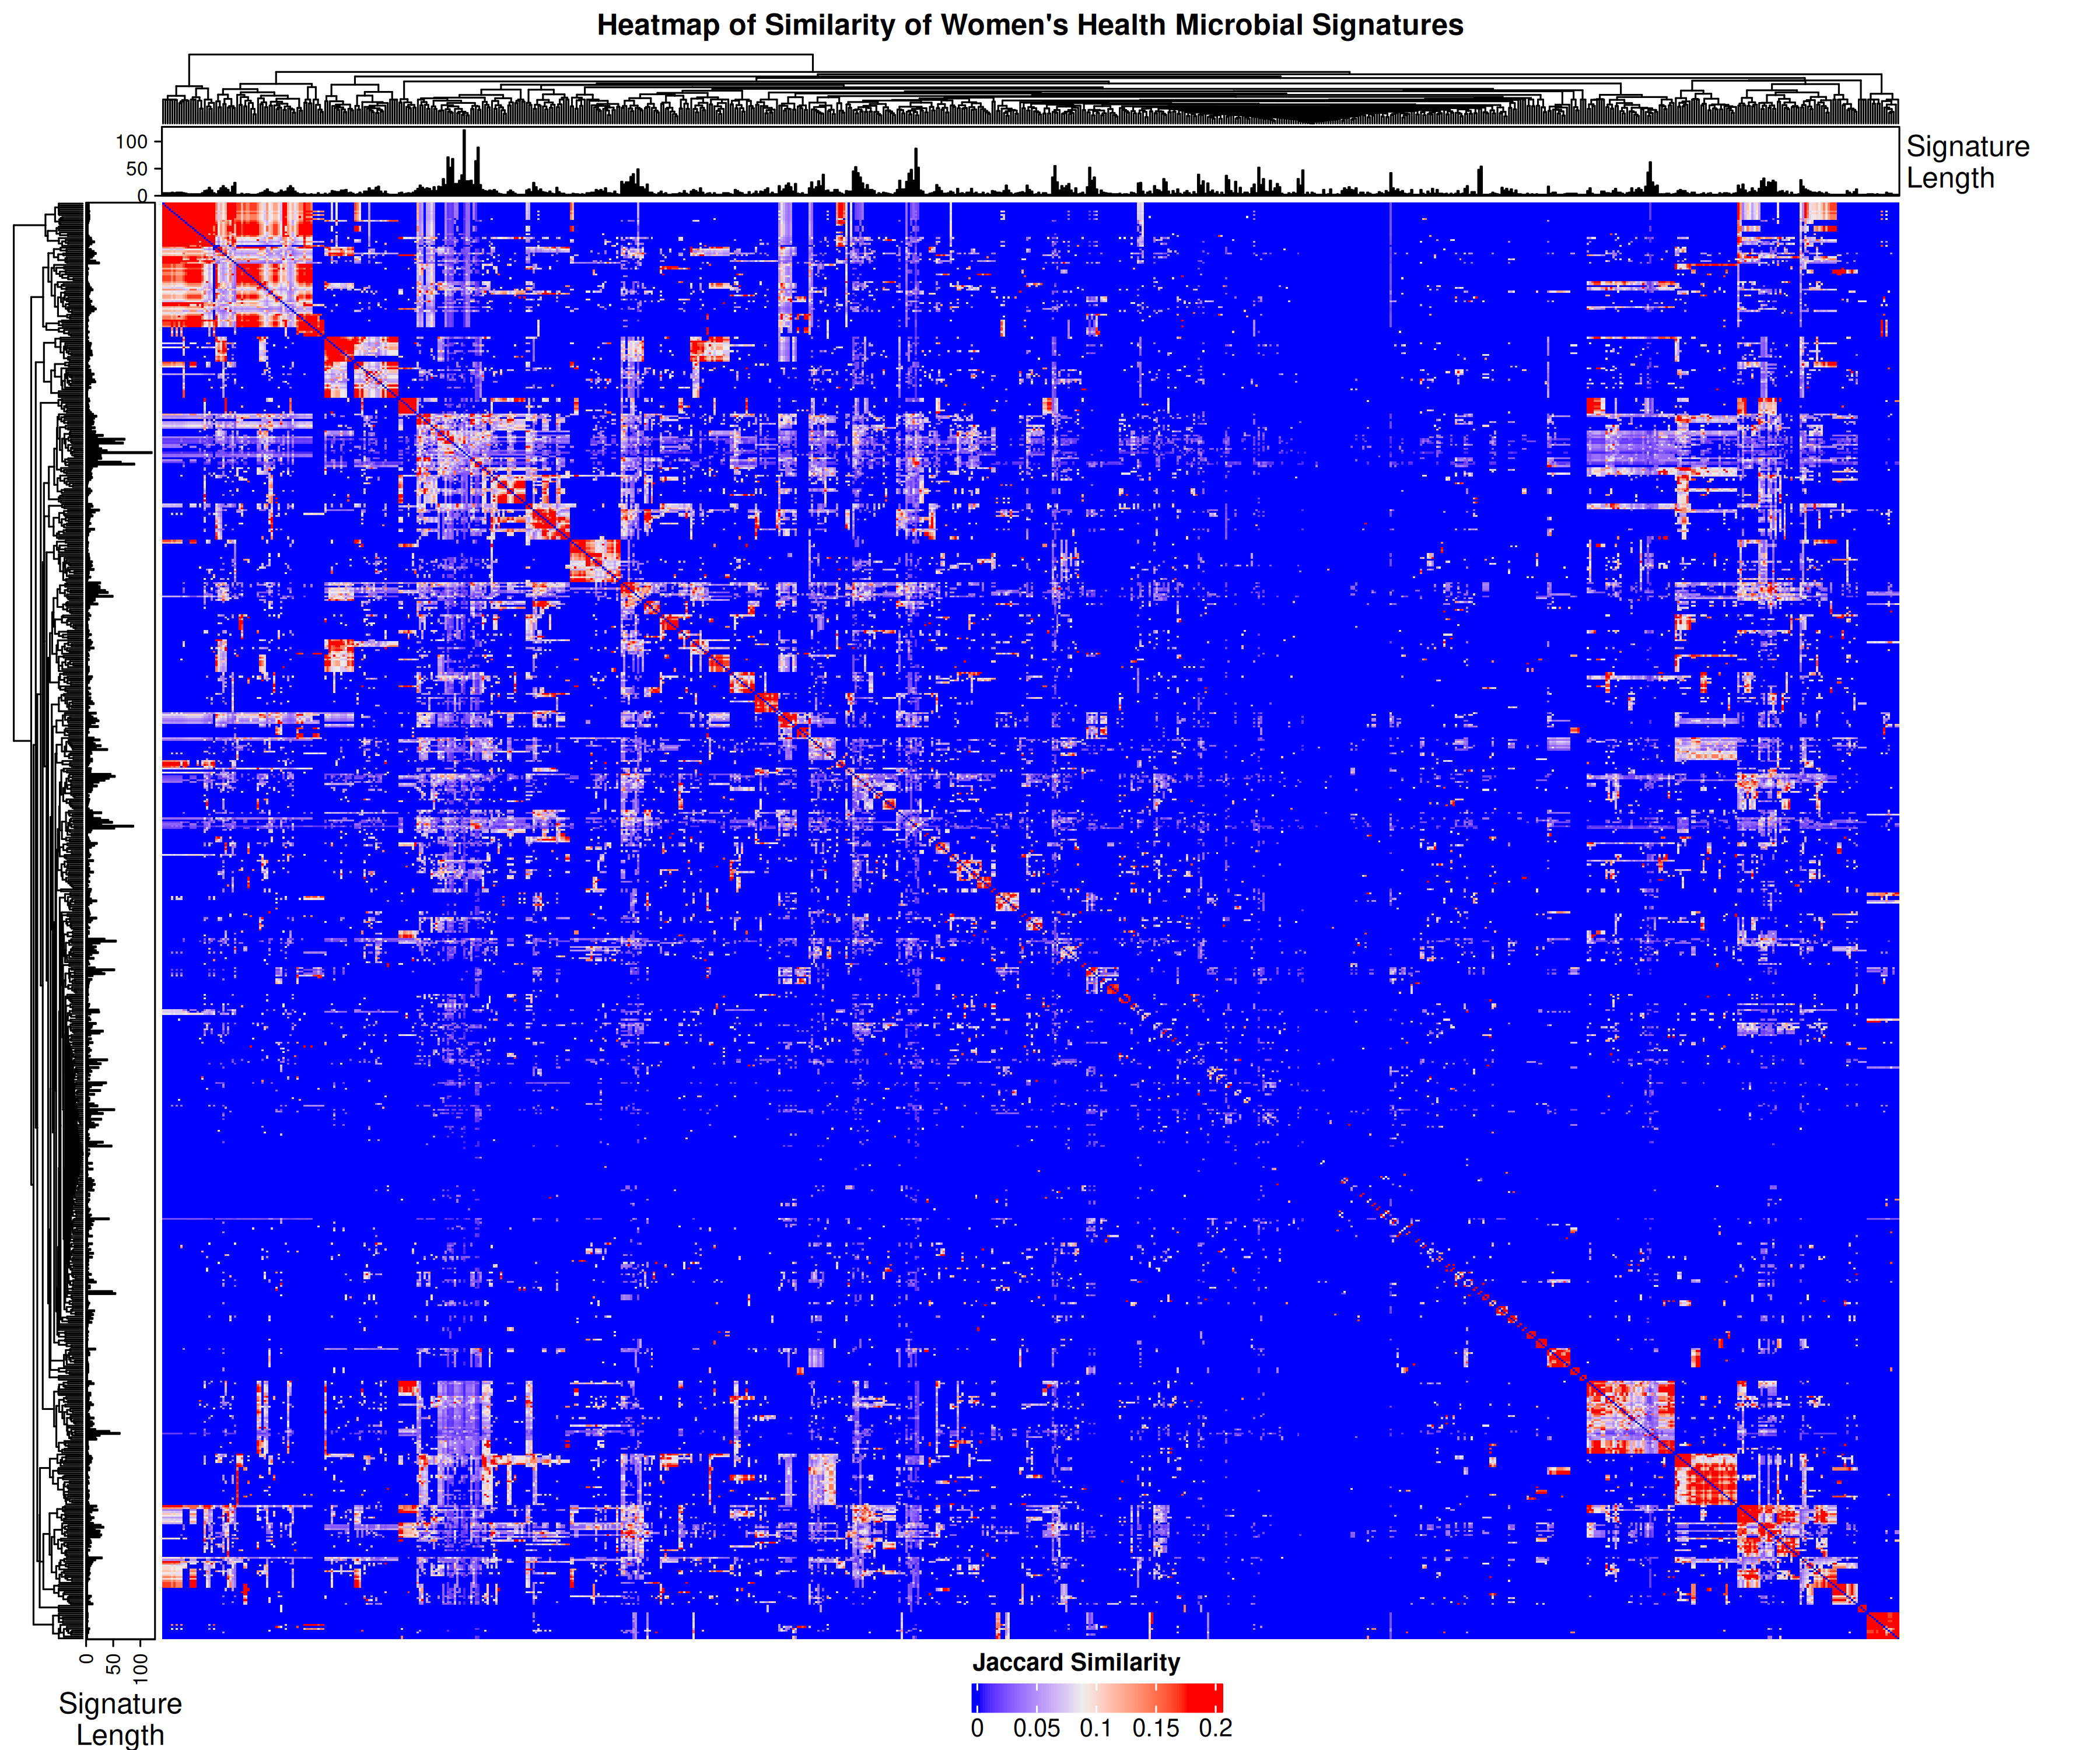 Heatmap of Similarity of Women's Health Microbial Signatures
100
50
0
Signature
Length
0 50 100
Signature
Length
Jaccard Similarity
0 0.05 0.1 0.15 0.2